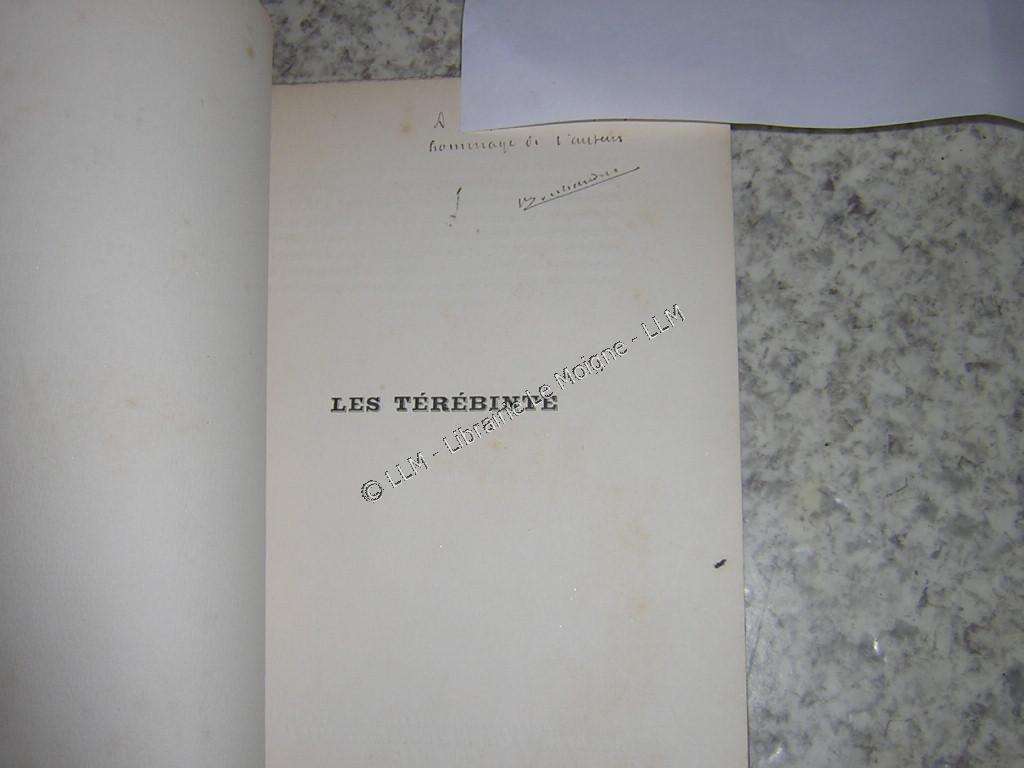 A
hommage de l'auteur
LES TÉRÉBINTE
© LLM - Librairie Le Moigne - LLM